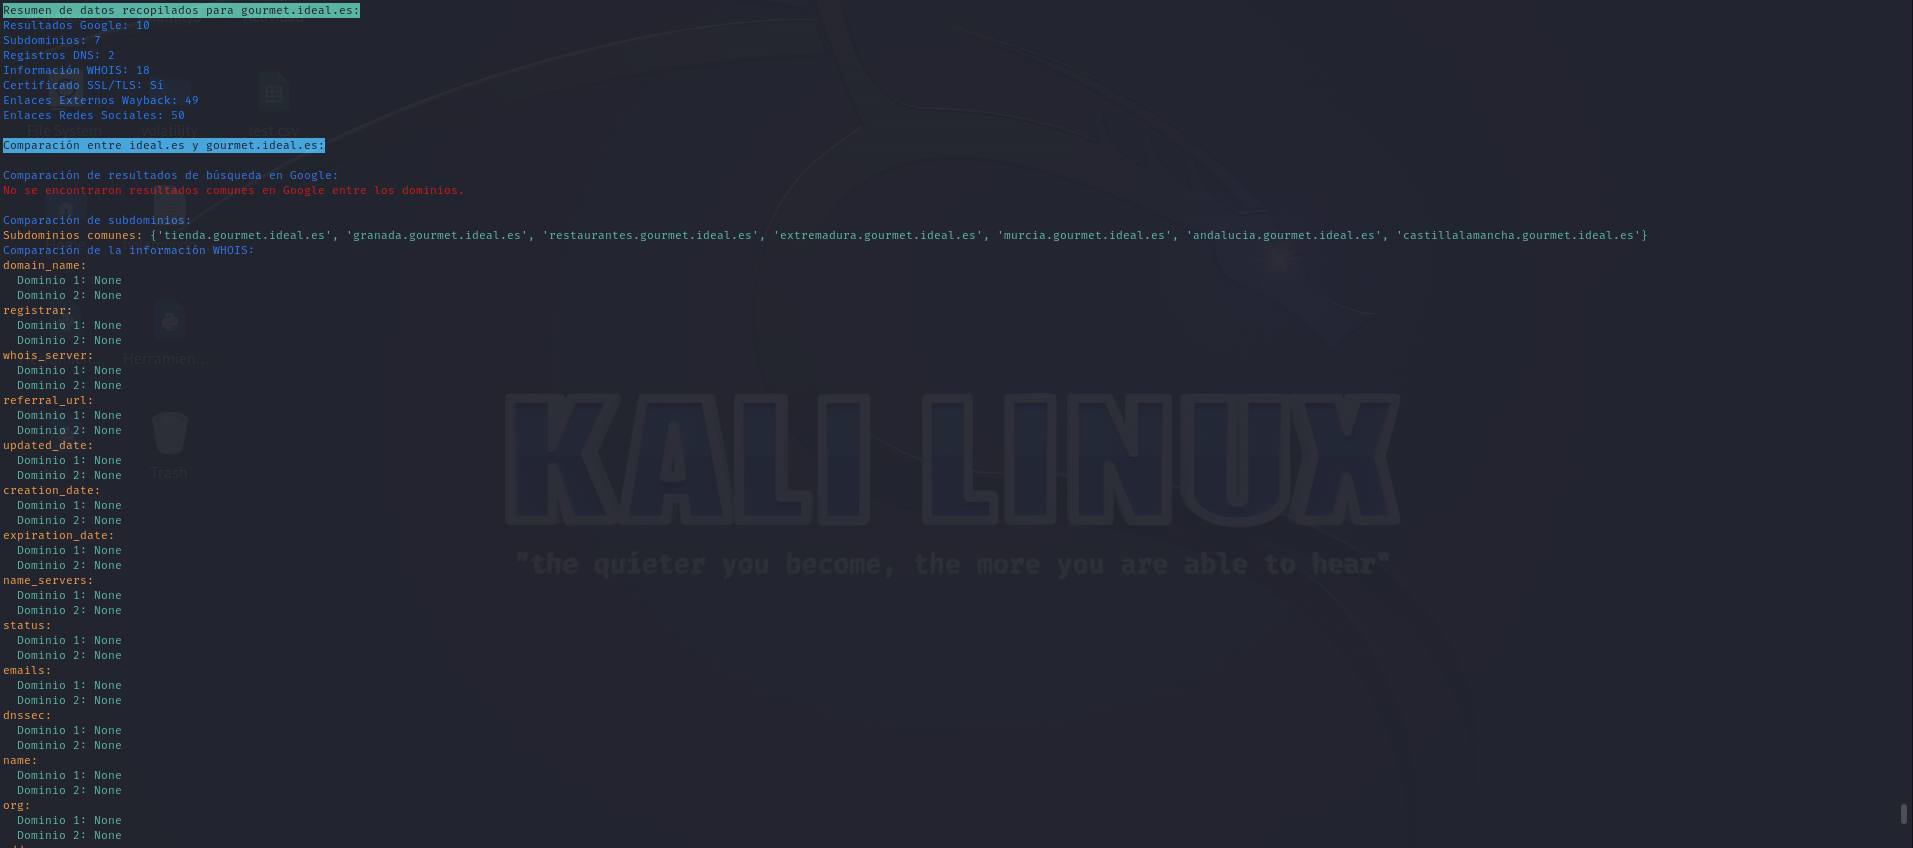 Resumen de datos recopilados para gourmet.ideal.es:
Resultados Google: 10
Subdominios: 7
Registros DNS: 2
Información WHOIS: 18
Certificado SSL/TLS: Sí
Enlaces Externos Wayback: 49
Enlaces Redes Sociales: 50
File System
volatility
test.csv
Comparación entre ideal.es y gourmet.ideal.es:
Comparación de resultados de búsqueda en Google:
No se encontraron resultados comunes en Google entre los dominios.
Comparación de subdominios:
Subdominios comunes: {'tienda.gourmet.ideal.es', 'granada.gourmet.ideal.es', 'restaurantes.gourmet.ideal.es', 'extremadura.gourmet.ideal.es', 'murcia.gourmet.ideal.es', 'andalucia.gourmet.ideal.es', 'castillalamancha.gourmet.ideal.es'}
Comparación de la información WHOIS:
domain_name:
Dominio 1: None
Dominio 2: None
registrar:
Dominio 1: None
Dominio 2: None
whois_server:
Herramien...
Dominio 1: None
Dominio 2: None
referral_url:
Dominio 1: None
Dominio 2: None
updated_date:
Dominio 1: None
Dominio 2: None
Trash
creation_date:
Dominio 1: None
Dominio 2: None
expiration_date:
Dominio 1: None
Dominio 2: None
name_servers:
Dominio 1: None
Dominio 2: None
status:
Dominio 1: None
Dominio 2: None
emails:
Dominio 1: None
Dominio 2: None
dnssec:
Dominio 1: None
Dominio 2: None
name:
Dominio 1: None
Dominio 2: None
org:
Dominio 1: None
Dominio 2: None
KALI LINUX
"the quieter you become, the more you are able to hear"